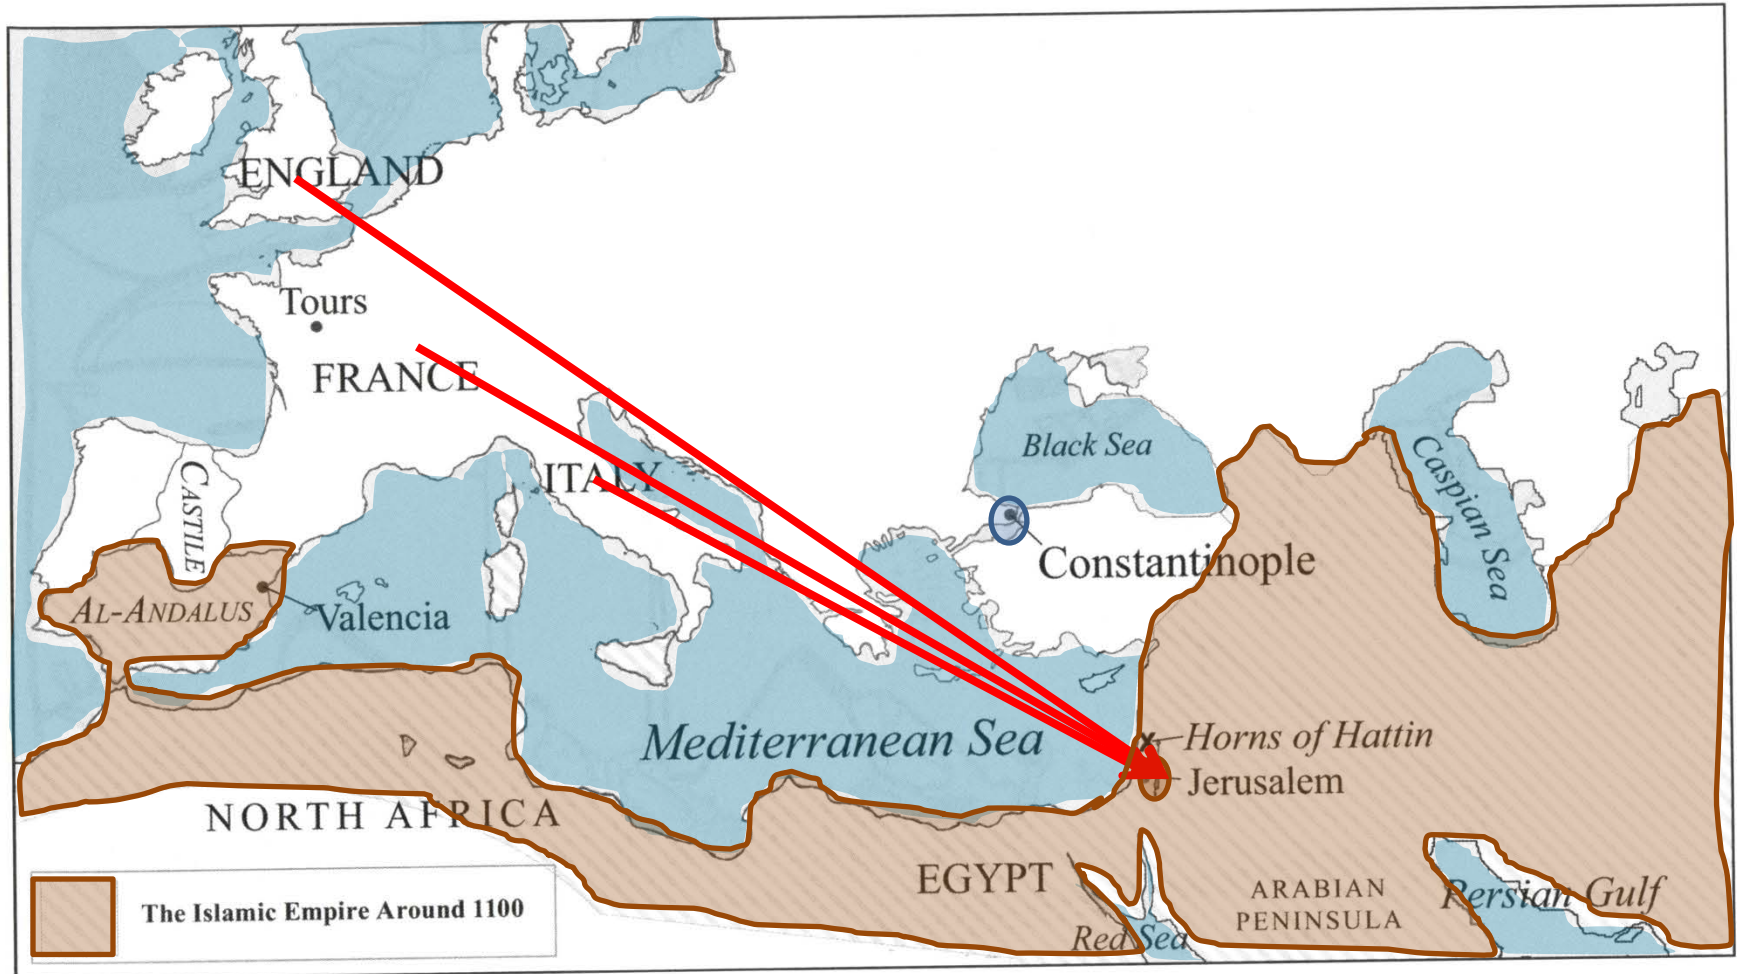 ENGLAND
Tours
FRANCE
ITALY
Black Sea
Caspian Sea
CASTILE
Constantinople
AL-ANDALUS
Valencia
Mediterranean Sea
Horns of Hattin
Jerusalem
NORTH AFRICA
EGYPT
ARABIAN
PENINSULA
Persian Gulf
Red Sea
The Islamic Empire Around 1100